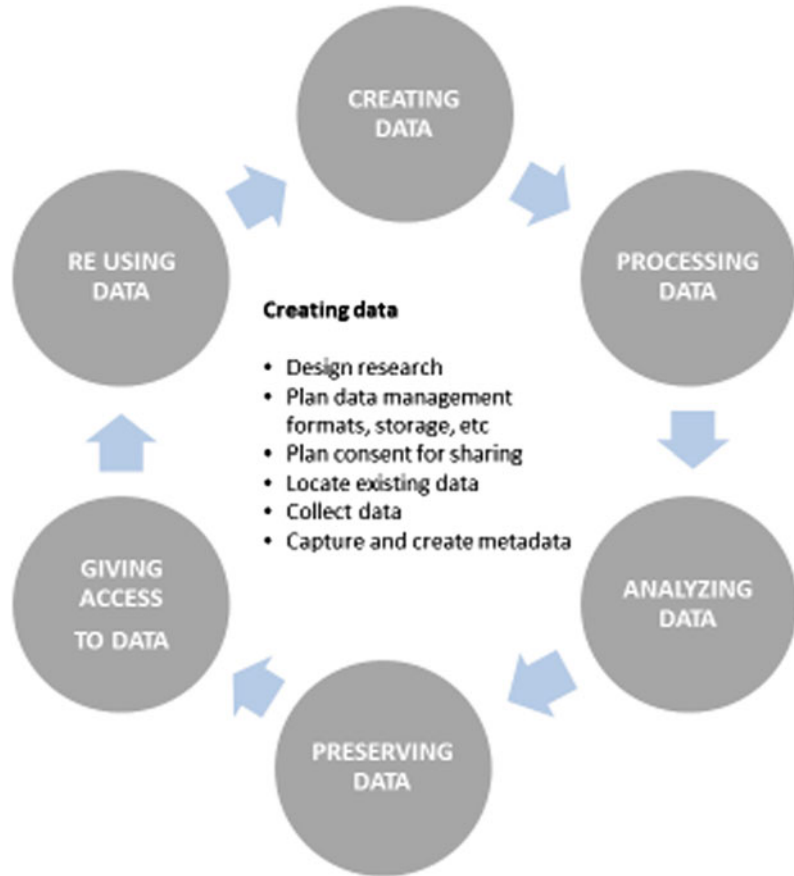 CREATING
DATA
PROCESSING
DATA
ANALYZING
DATA
PRESERVING
DATA
GIVING
ACCESS
TO DATA
RE USING
DATA
Creating data
• Design research
• Plan data management
formats, storage, etc
• Plan consent for sharing
• Locate existing data
• Collect data
• Capture and create metadata